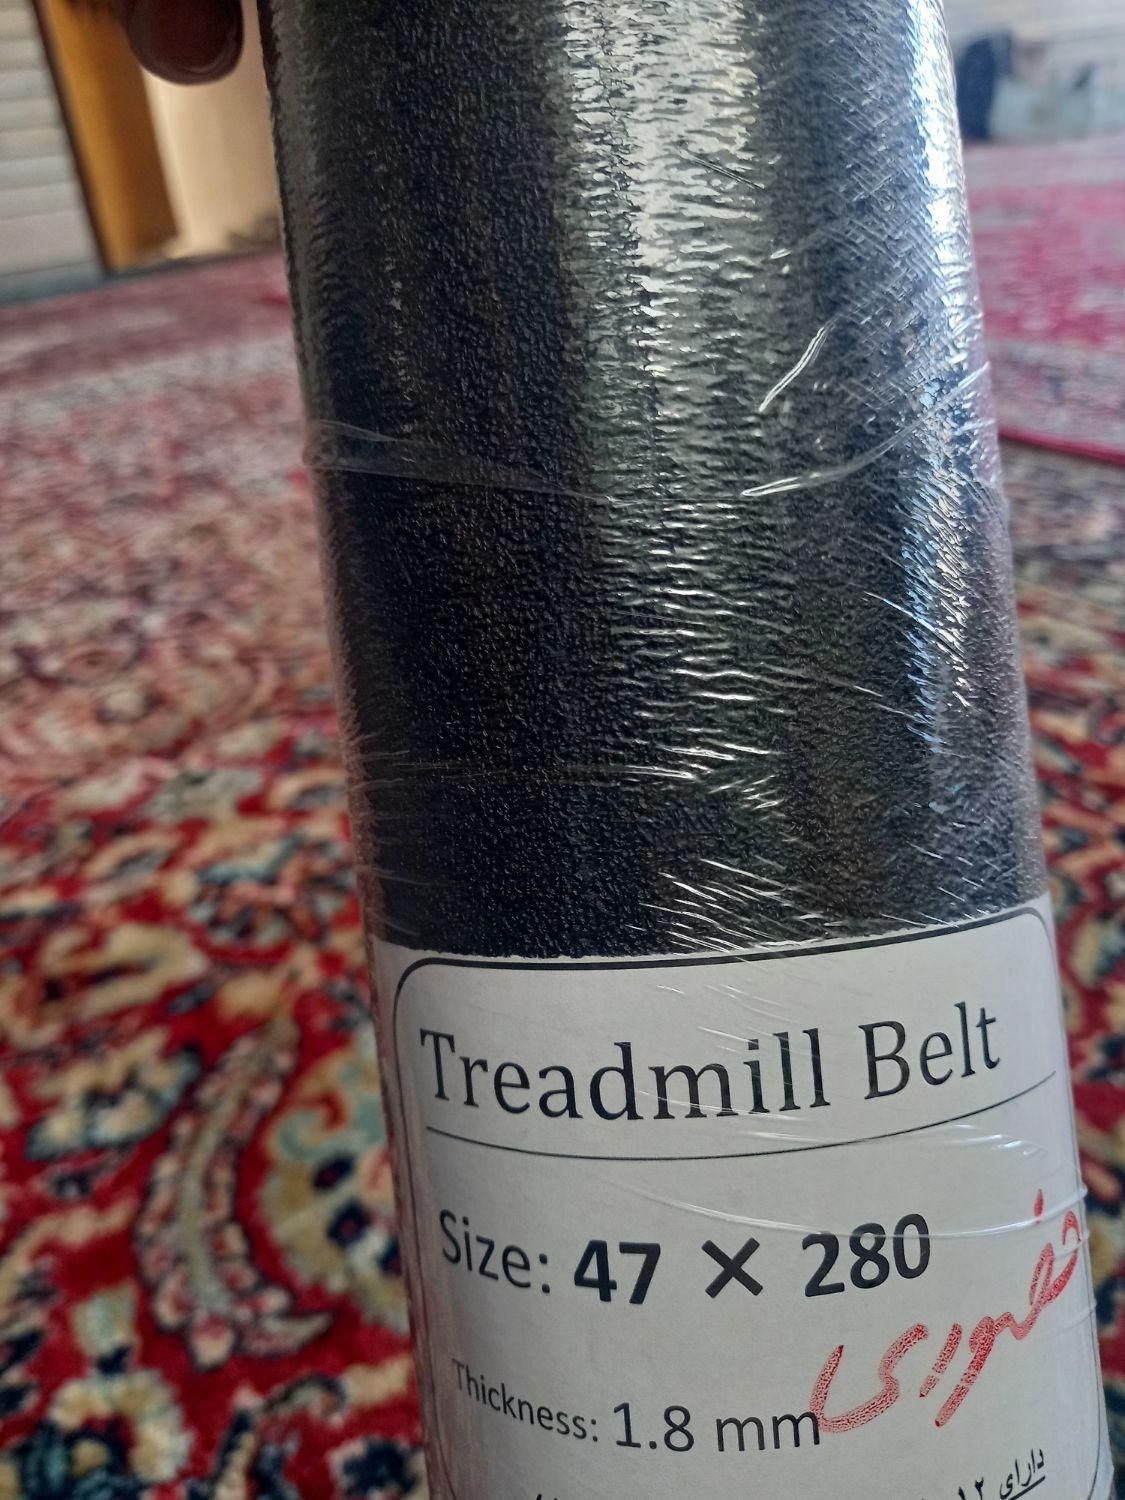 Treadmill Belt
Size: 47 × 280
Thickness: 1.8 mm
دارای ۱۲